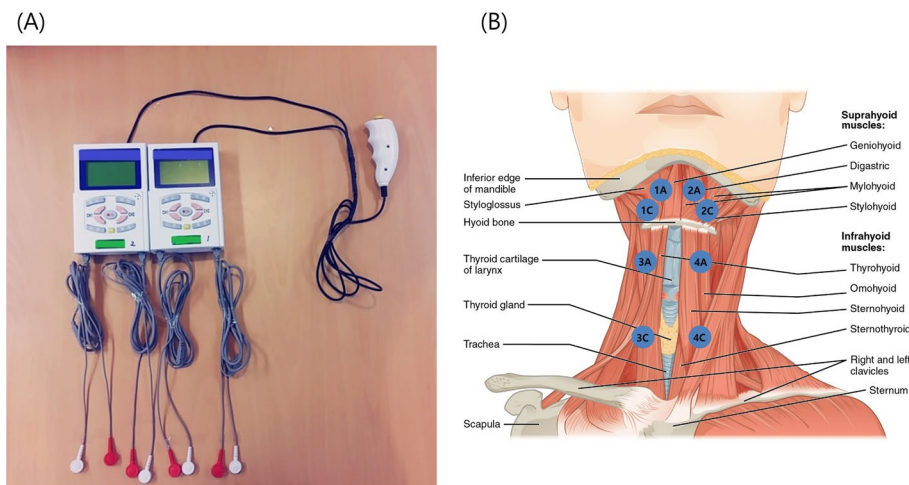 (A)
(B)
2
1
Suprahyoid
muscles:
Geniohyoid
Digastric
Mylohyoid
Stylohyoid
Infrahyoid
muscles:
Thyrohyoid
Omohyoid
Sternohyoid
Sternothyroid
Right and left
clavicles
Sternum
Inferior edge
of mandible
Styloglossus
Hyoid bone
Thyroid cartilage
of larynx
Thyroid gland
Trachea
Scapula
1A
2A
1C
2C
3A
4A
3C
4C